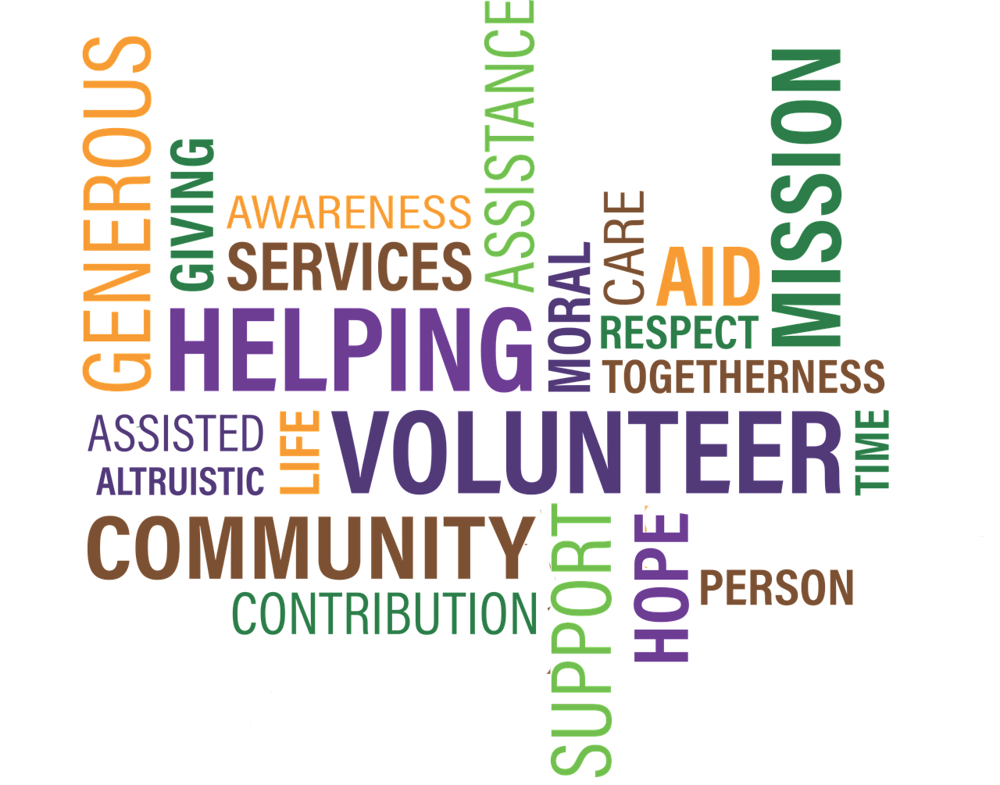 GENEROUS
GIVING
AWARENESS
SERVICES
ASSISTANCE
HELPING
MORAL
CARE
AID
RESPECT
TOGETHERNESS
MISSION
ASSISTED
ALTRUISTIC
LIFE
VOLUNTEER
TIME
COMMUNITY
CONTRIBUTION
SUPPORT
HOPE
PERSON